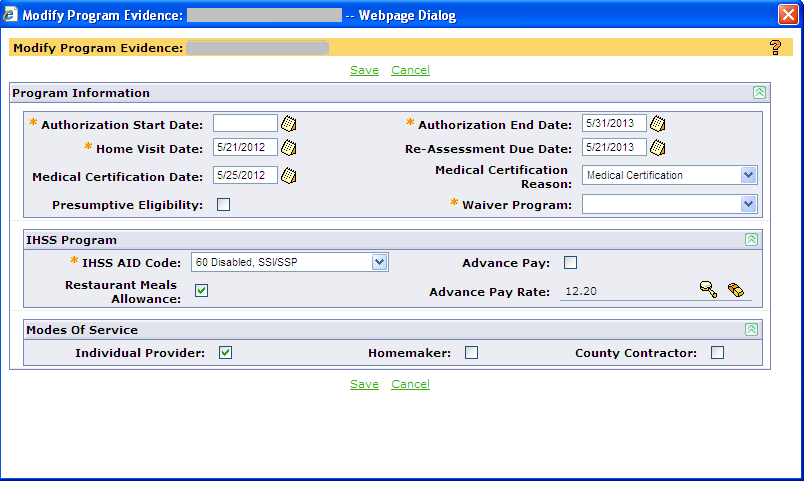 Modify Program Evidence: -- Webpage Dialog
Modify Program Evidence: ?
Save Cancel
Program Information
* Authorization Start Date: * Authorization End Date: 5/31/2013
* Home Visit Date: 5/21/2012 Re-Assessment Due Date: 5/21/2013
Medical Certification Date: 5/25/2012 Medical Certification Reason: Medical Certification
Presumptive Eligibility: * Waiver Program:
IHSS Program
* IHSS AID Code: 60 Disabled, SSI/SSP Advance Pay:
Restaurant Meals Allowance: Advance Pay Rate: 12.20
Modes Of Service
Individual Provider: Homemaker: County Contractor:
Save Cancel